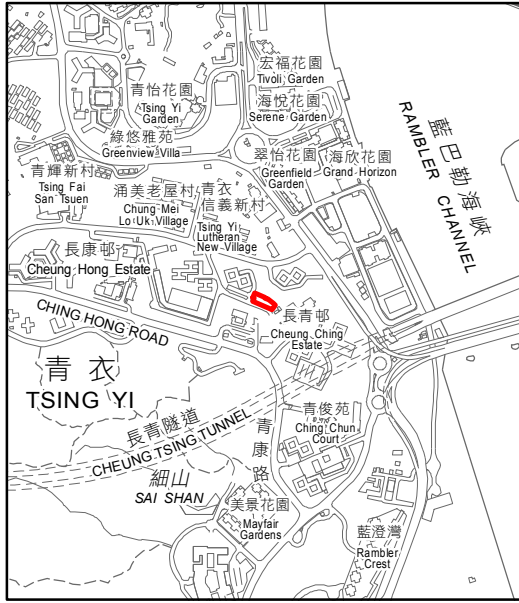 宏福花園
Tivoli Garden
青怡花園
Tsing Yi
Garden
海悅花園
Serene Garden
綠悠雅苑
Greenview Villa
翠怡花園
Greenfield
Garden
海欣花園
Grand Horizon
藍巴勒海峽
RAMBLER CHANNEL
青輝新村
Tsing Fai
San Tsuen
涌美老屋村
Chung Mei
Lo Uk Village
青衣
信義新村
Tsing Yi
Lutheran
New Village
長康邨
Cheung Hong Estate
長青邨
Cheung Ching
Estate
CHING HONG ROAD
青衣
TSING YI
長青隧道
CHEUNG TSING TUNNEL
青康路
青俊苑
Ching Chun
Court
細山
SAI SHAN
美景花園
Mayfair
Gardens
藍澄灣
Rambler
Crest